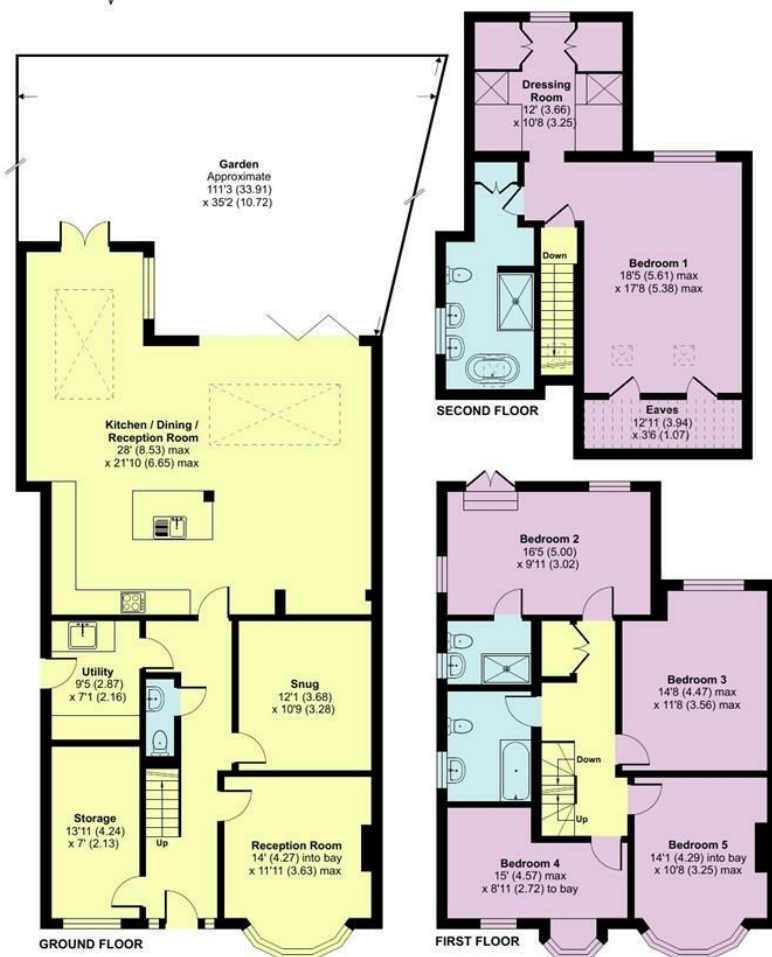 Garden
Approximate
111'3 (33.91)
x 35'2 (10.72)
Kitchen / Dining /
Reception Room
28' (8.53) max
x 21'10 (6.65) max
Utility
9'5 (2.87)
x 7'1 (2.16)
Snug
12'1 (3.68)
x 10'9 (3.28)
Storage
13'11 (4.24)
x 7' (2.13)
Up
Reception Room
14' (4.27) into bay
x 11'11 (3.63) max
GROUND FLOOR
Dressing
Room
12' (3.66)
x 10'8 (3.25)
Down
Bedroom 1
18'5 (5.61) max
x 17'8 (5.38) max
SECOND FLOOR
Eaves
12'11 (3.94)
x 3'6 (1.07)
Bedroom 2
16'5 (5.00)
x 9'11 (3.02)
Bedroom 3
14'8 (4.47) max
x 11'8 (3.56) max
Down
Up
Bedroom 4
15' (4.57) max
x 8'11 (2.72) to bay
Bedroom 5
14'1 (4.29) into bay
x 10'8 (3.25) max
FIRST FLOOR